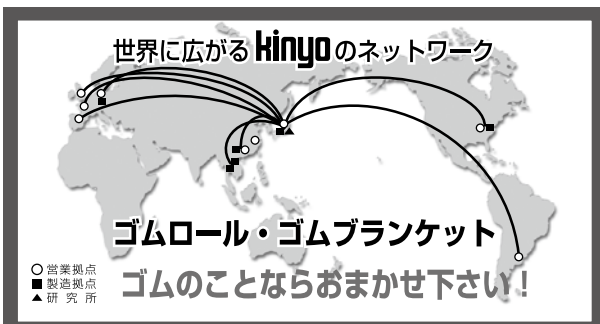 世界に広がるkinyoのネットワーク
ゴムロール・ゴムブランケット
○営業拠点
■製造拠点
▲研究所
ゴムのことならおまかせ下さい！